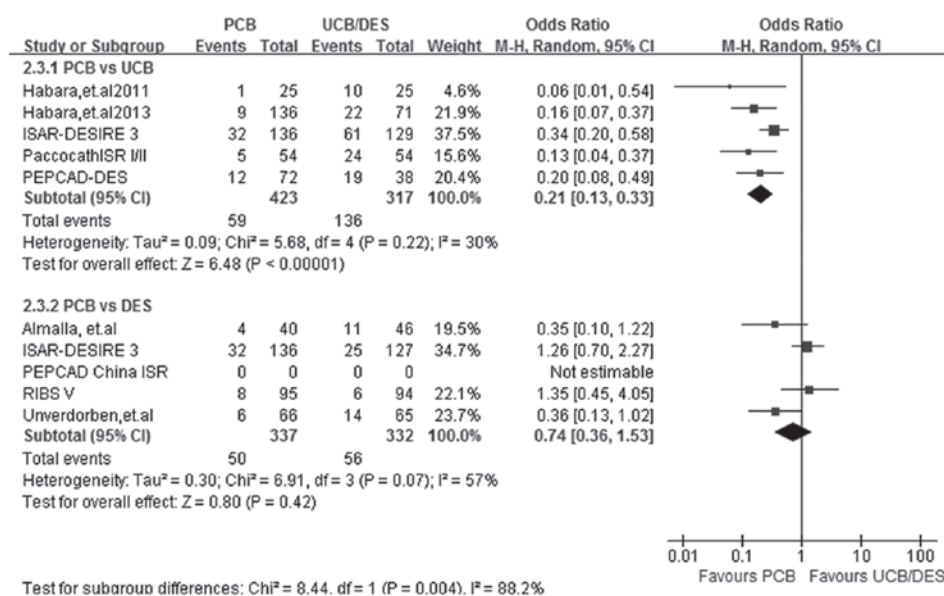 PCB UCB/DES Odds Ratio Odds Ratio
Study or Subgroup Events Total Events Total Weight M-H, Random, 95% CI M-H, Random, 95% CI
2.3.1 PCB vs UCB
Habara,et.al2011 1 25 10 25 4.6% 0.06 [0.01, 0.54]
Habara,et.al2013 9 136 22 71 21.9% 0.16 [0.07, 0.37]
ISAR-DESIRE 3 32 136 61 129 37.5% 0.34 [0.20, 0.58]
PaccocathISR I/II 5 54 24 54 15.6% 0.13 [0.04, 0.37]
PEPCAD-DES 12 72 19 38 20.4% 0.20 [0.08, 0.49]
Subtotal (95% CI) 423 317 100.0% 0.21 [0.13, 0.33]
Total events 59 136
Heterogeneity: Tau² = 0.09; Chi² = 5.68, df = 4 (P = 0.22); I² = 30%
Test for overall effect: Z = 6.48 (P < 0.00001)
2.3.2 PCB vs DES
Almalla, et.al 4 40 11 46 19.5% 0.35 [0.10, 1.22]
ISAR-DESIRE 3 32 136 25 127 34.7% 1.26 [0.70, 2.27]
PEPCAD China ISR 0 0 0 0 Not estimable
RIBS V 8 95 6 94 22.1% 1.35 [0.45, 4.05]
Unverdorben,et.al 6 66 14 65 23.7% 0.36 [0.13, 1.02]
Subtotal (95% CI) 337 332 100.0% 0.74 [0.36, 1.53]
Total events 50 56
Heterogeneity: Tau² = 0.30; Chi² = 6.91, df = 3 (P = 0.07); I² = 57%
Test for overall effect: Z = 0.80 (P = 0.42)
0.01 0.1 1 10 100
Favours PCB Favours UCB/DES
Test for subgroup differences: Chi² = 8.44, df = 1 (P = 0.004), I² = 88.2%